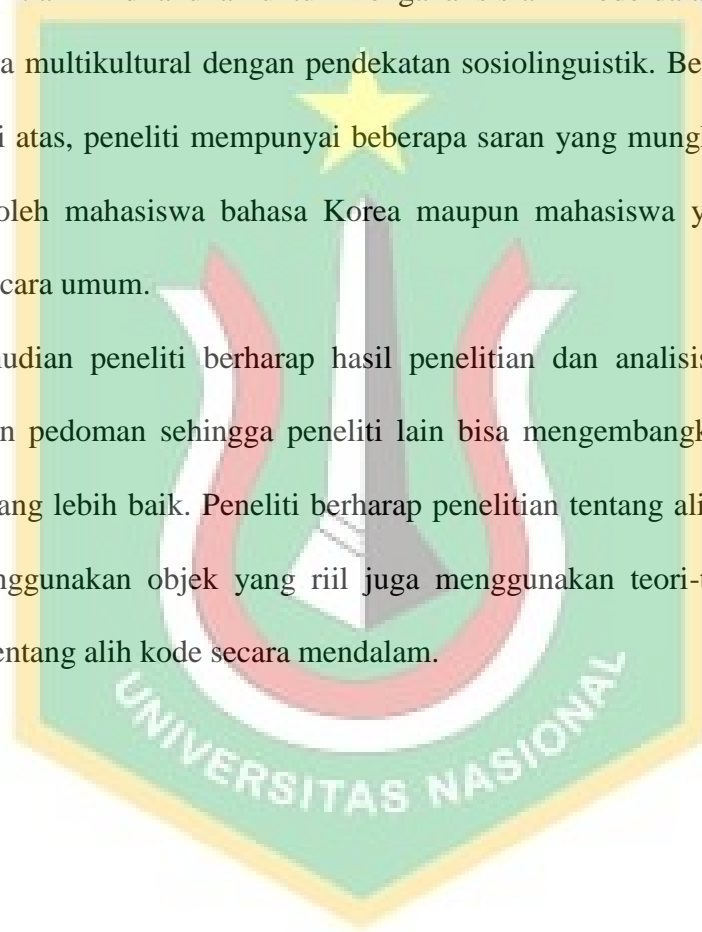 a multikultural dengan pendekatan sosiolinguistik. Be
i atas, peneliti mempunyai beberapa saran yang mung
oleh mahasiswa bahasa Korea maupun mahasiswa y
cara umum.
udian peneliti berharap hasil penelitian dan analisis
n pedoman sehingga peneliti lain bisa mengembangk
ang lebih baik. Peneliti berharap penelitian tentang ali
nggunakan objek yang riil juga menggunakan teori-t
entang alih kode secara mendalam.
UNIVERSITAS NASIONAL